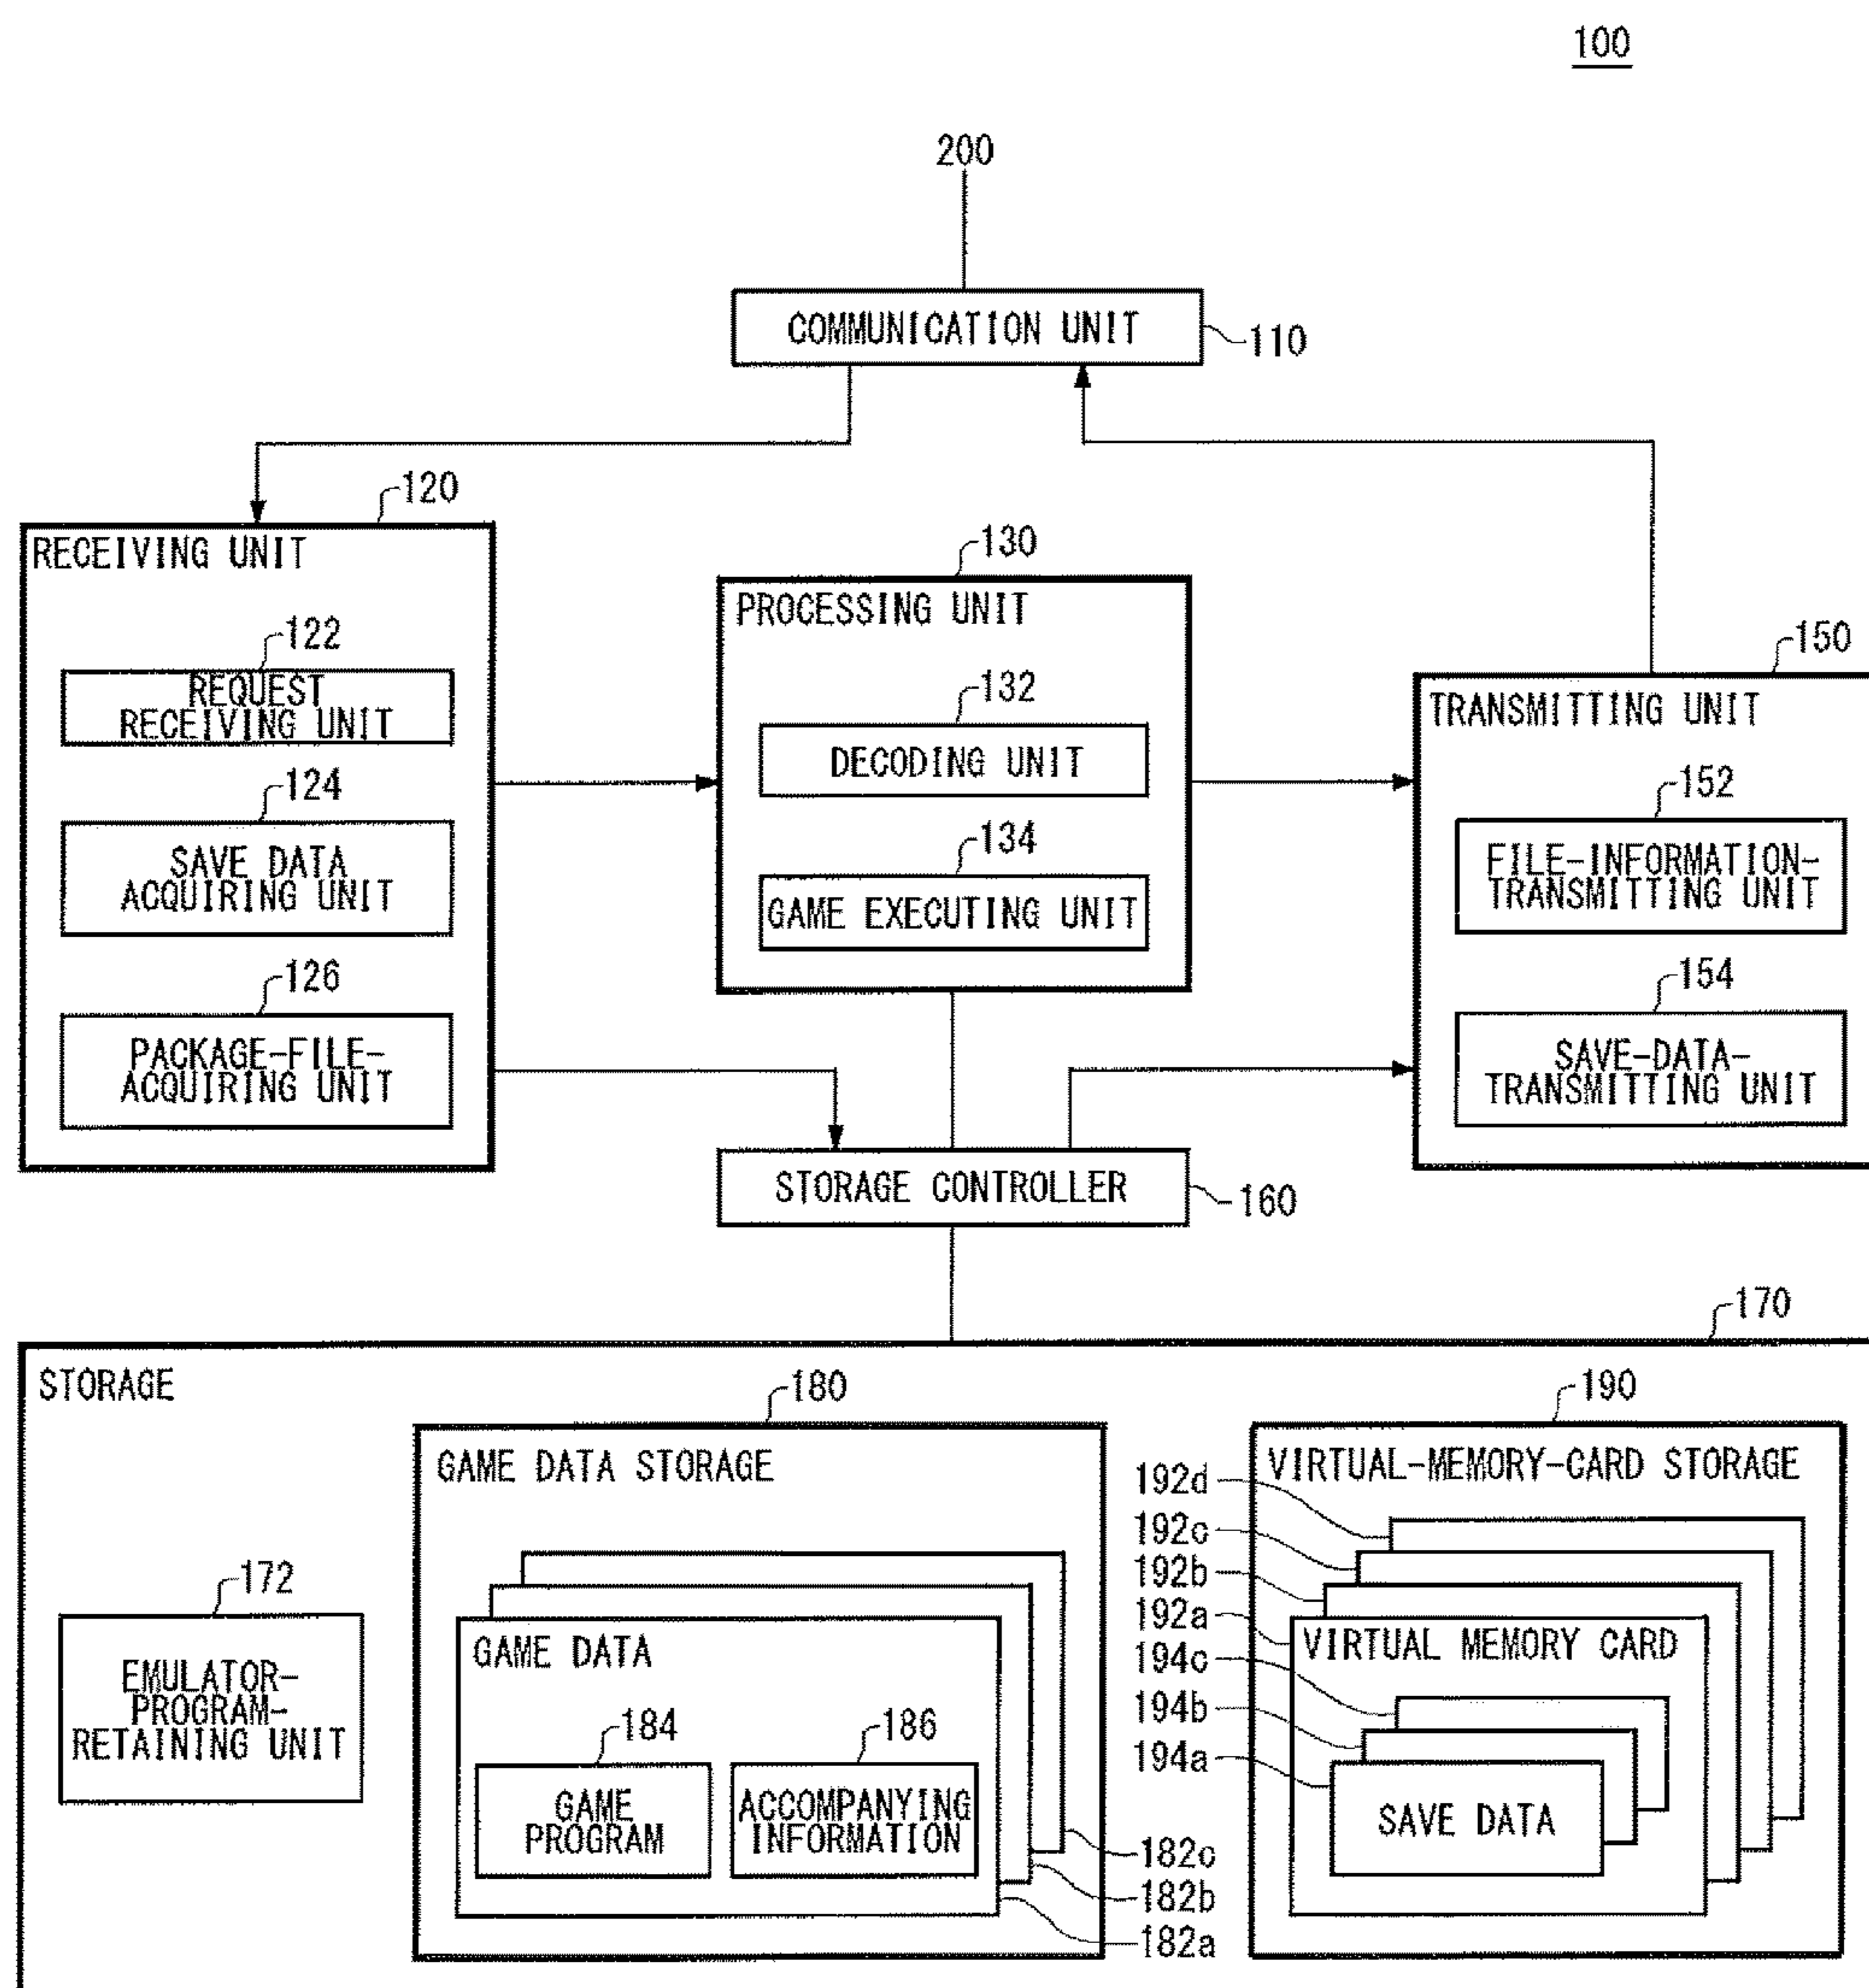 100
200
COMMUNICATION UNIT
110
120
RECEIVING UNIT
122
REQUEST
RECEIVING UNIT
124
SAVE DATA
ACQUIRING UNIT
126
PACKAGE-FILE-
ACQUIRING UNIT
130
PROCESSING UNIT
132
DECODING UNIT
134
GAME EXECUTING UNIT
150
TRANSMITTING UNIT
152
FILE-INFORMATION-
TRANSMITTING UNIT
154
SAVE-DATA-
TRANSMITTING UNIT
STORAGE CONTROLLER
160
170
STORAGE
172
EMULATOR-
PROGRAM-
RETAINING UNIT
180
GAME DATA STORAGE
GAME DATA
184
GAME
PROGRAM
186
ACCOMPANYING
INFORMATION
182c
182b
182a
190
VIRTUAL-MEMORY-CARD STORAGE
192d
192c
192b
192a
VIRTUAL MEMORY CARD
194c
194b
194a
SAVE DATA